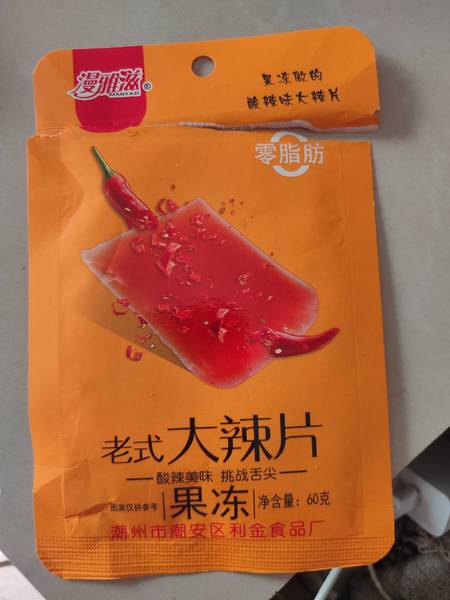 漫雅滋®
MANYAZI
果冻做的
酸辣味大辣片
零脂肪
老式大辣片
酸辣美味 挑战舌尖
图案仅供参考
果冻
净含量：60克
潮州市潮安区利金食品厂